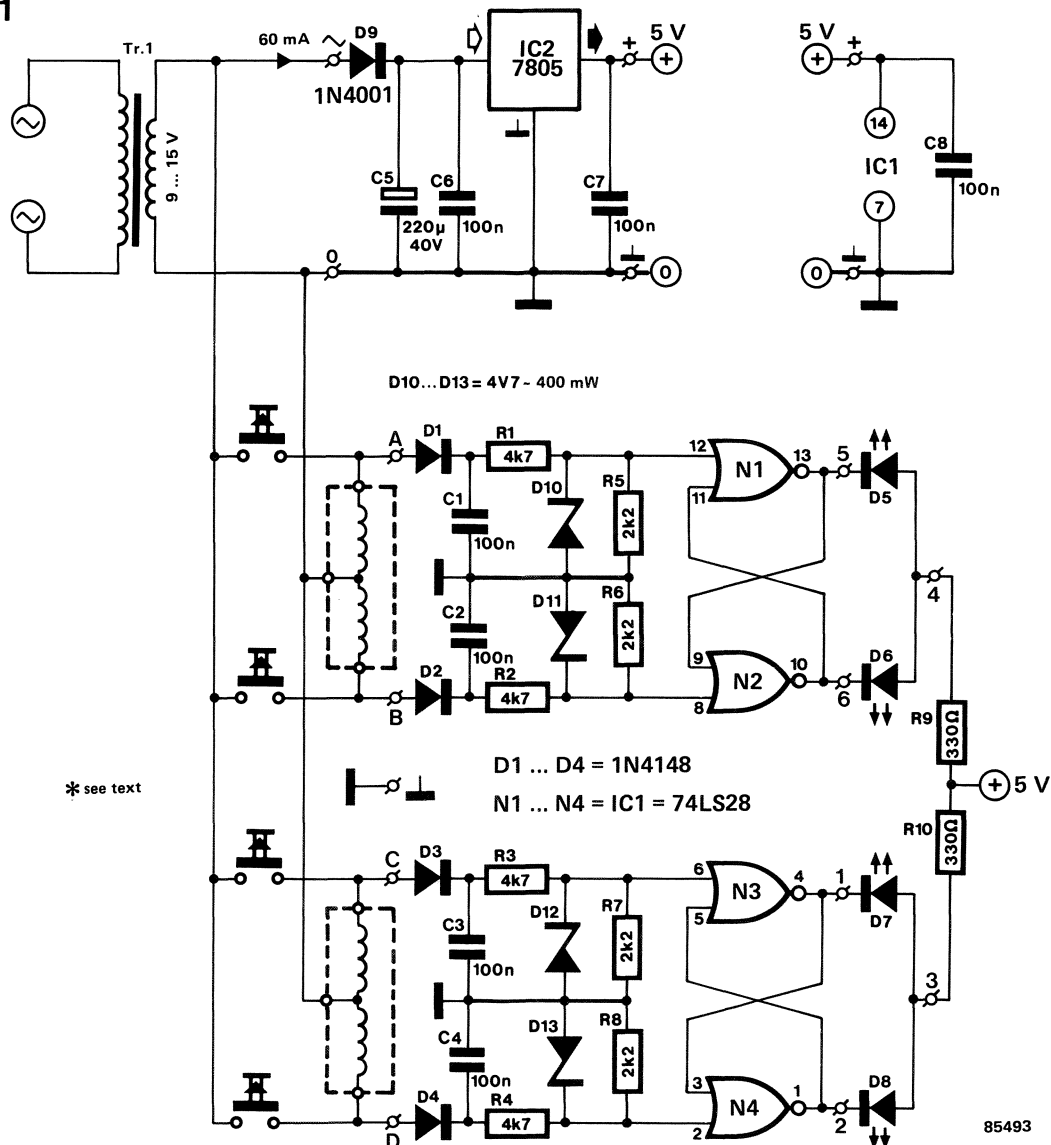 1
Tr.1
9 ... 15 V
60 mA
D9
1N4001
IC2
7805
5 V
+
+
C5
220µ
40V
C6
100n
C7
100n
0
0
5 V
+
+
14
IC1
7
C8
100n
0
D10...D13 = 4V7 ~ 400 mW
A
D1
R1
4k7
C1
100n
D10
R5
2k2
12
11
N1
13
5
D5
4
C2
100n
D11
R6
2k2
B
D2
R2
4k7
9
8
N2
10
6
D6
R9
330Ω
* see text
D1 ... D4 = 1N4148
N1 ... N4 = IC1 = 74LS28
+
5 V
R10
330Ω
C
D3
R3
4k7
C3
100n
D12
R7
2k2
6
5
N3
4
1
D7
3
C4
100n
D13
R8
2k2
D
D4
R4
4k7
3
2
N4
1
2
D8
85493